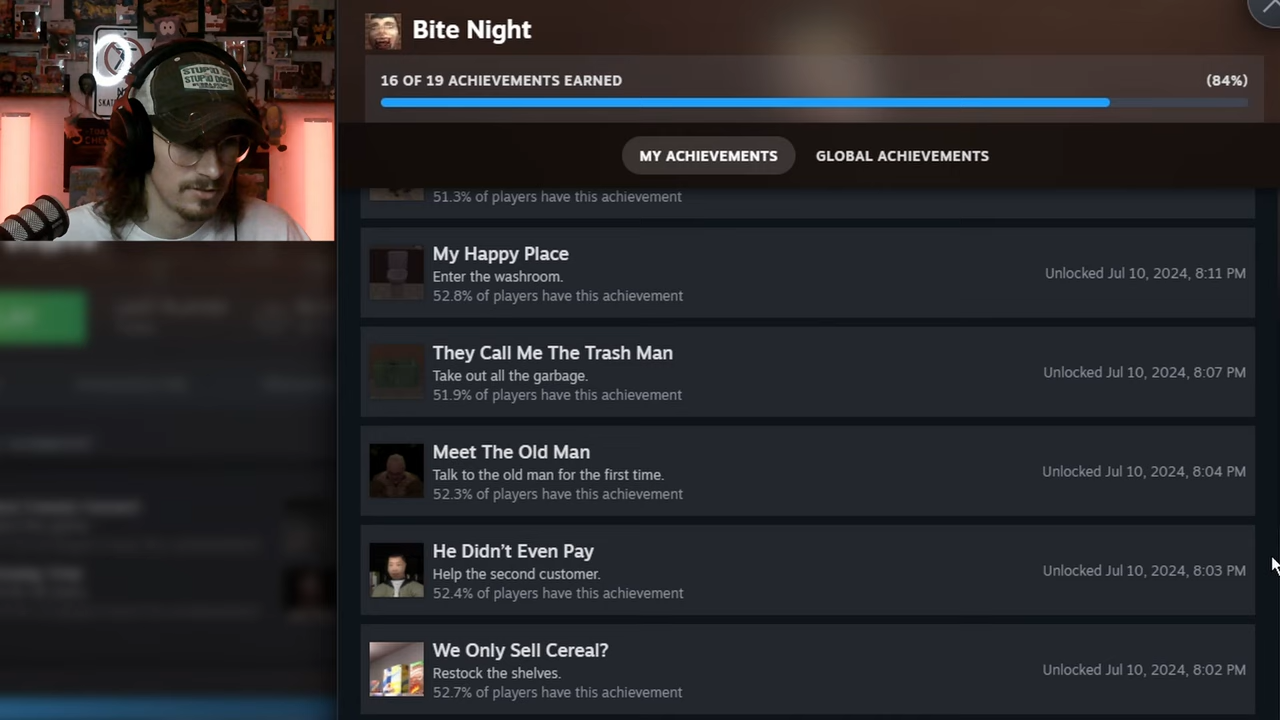 Bite Night
16 OF 19 ACHIEVEMENTS EARNED
(84%)
MY ACHIEVEMENTS
GLOBAL ACHIEVEMENTS
51.3% of players have this achievement
My Happy Place
Enter the washroom.
52.8% of players have this achievement
Unlocked Jul 10, 2024, 8:11 PM
They Call Me The Trash Man
Take out all the garbage.
51.9% of players have this achievement
Unlocked Jul 10, 2024, 8:07 PM
Meet The Old Man
Talk to the old man for the first time.
52.3% of players have this achievement
Unlocked Jul 10, 2024, 8:04 PM
He Didn’t Even Pay
Help the second customer.
52.4% of players have this achievement
Unlocked Jul 10, 2024, 8:03 PM
We Only Sell Cereal?
Restock the shelves.
52.7% of players have this achievement
Unlocked Jul 10, 2024, 8:02 PM